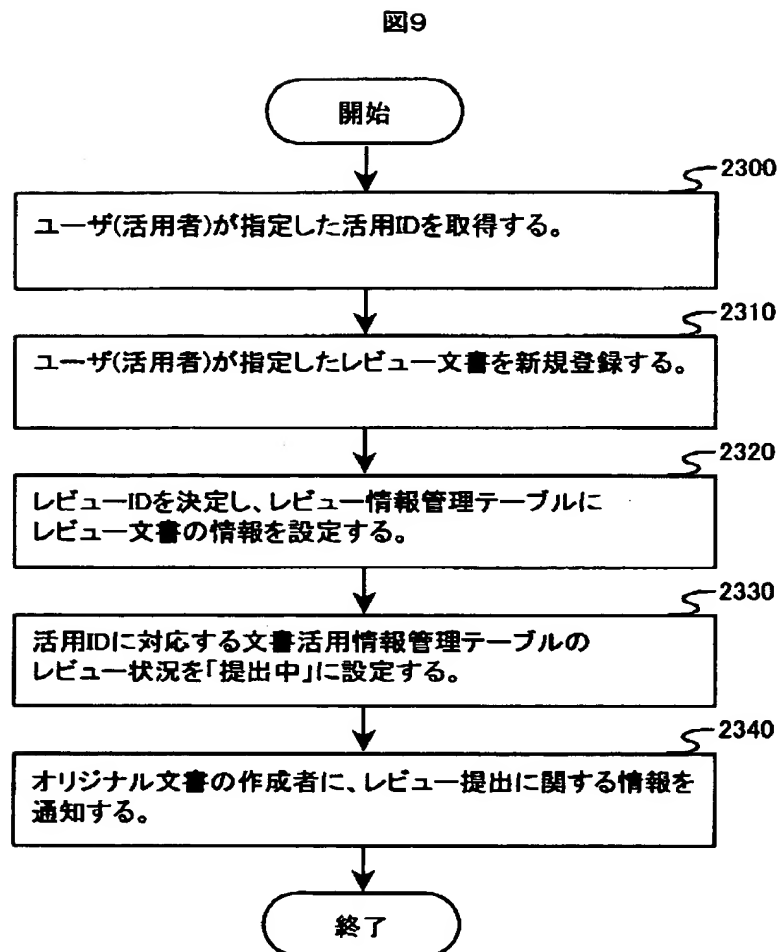 図9
開始
2300
ユーザ(活用者)が指定した活用IDを取得する。
2310
ユーザ(活用者)が指定したレビュー文書を新規登録する。
2320
レビューIDを決定し、レビュー情報管理テーブルに
レビュー文書の情報を設定する。
2330
活用IDに対応する文書活用情報管理テーブルの
レビュー状況を「提出中」に設定する。
2340
オリジナル文書の作成者に、レビュー提出に関する情報を
通知する。
終了